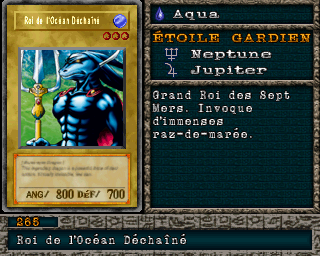 Roi de l'Océan Déchaîné
ANG/ 800 DÉF/ 700
Aqua
ÉTOILE GARDIEN
Neptune
Jupiter
Grand Roi des Sept
Mers. Invoque
d'immenses
raz-de-marée.
265
Roi de l'Océan Déchaîné